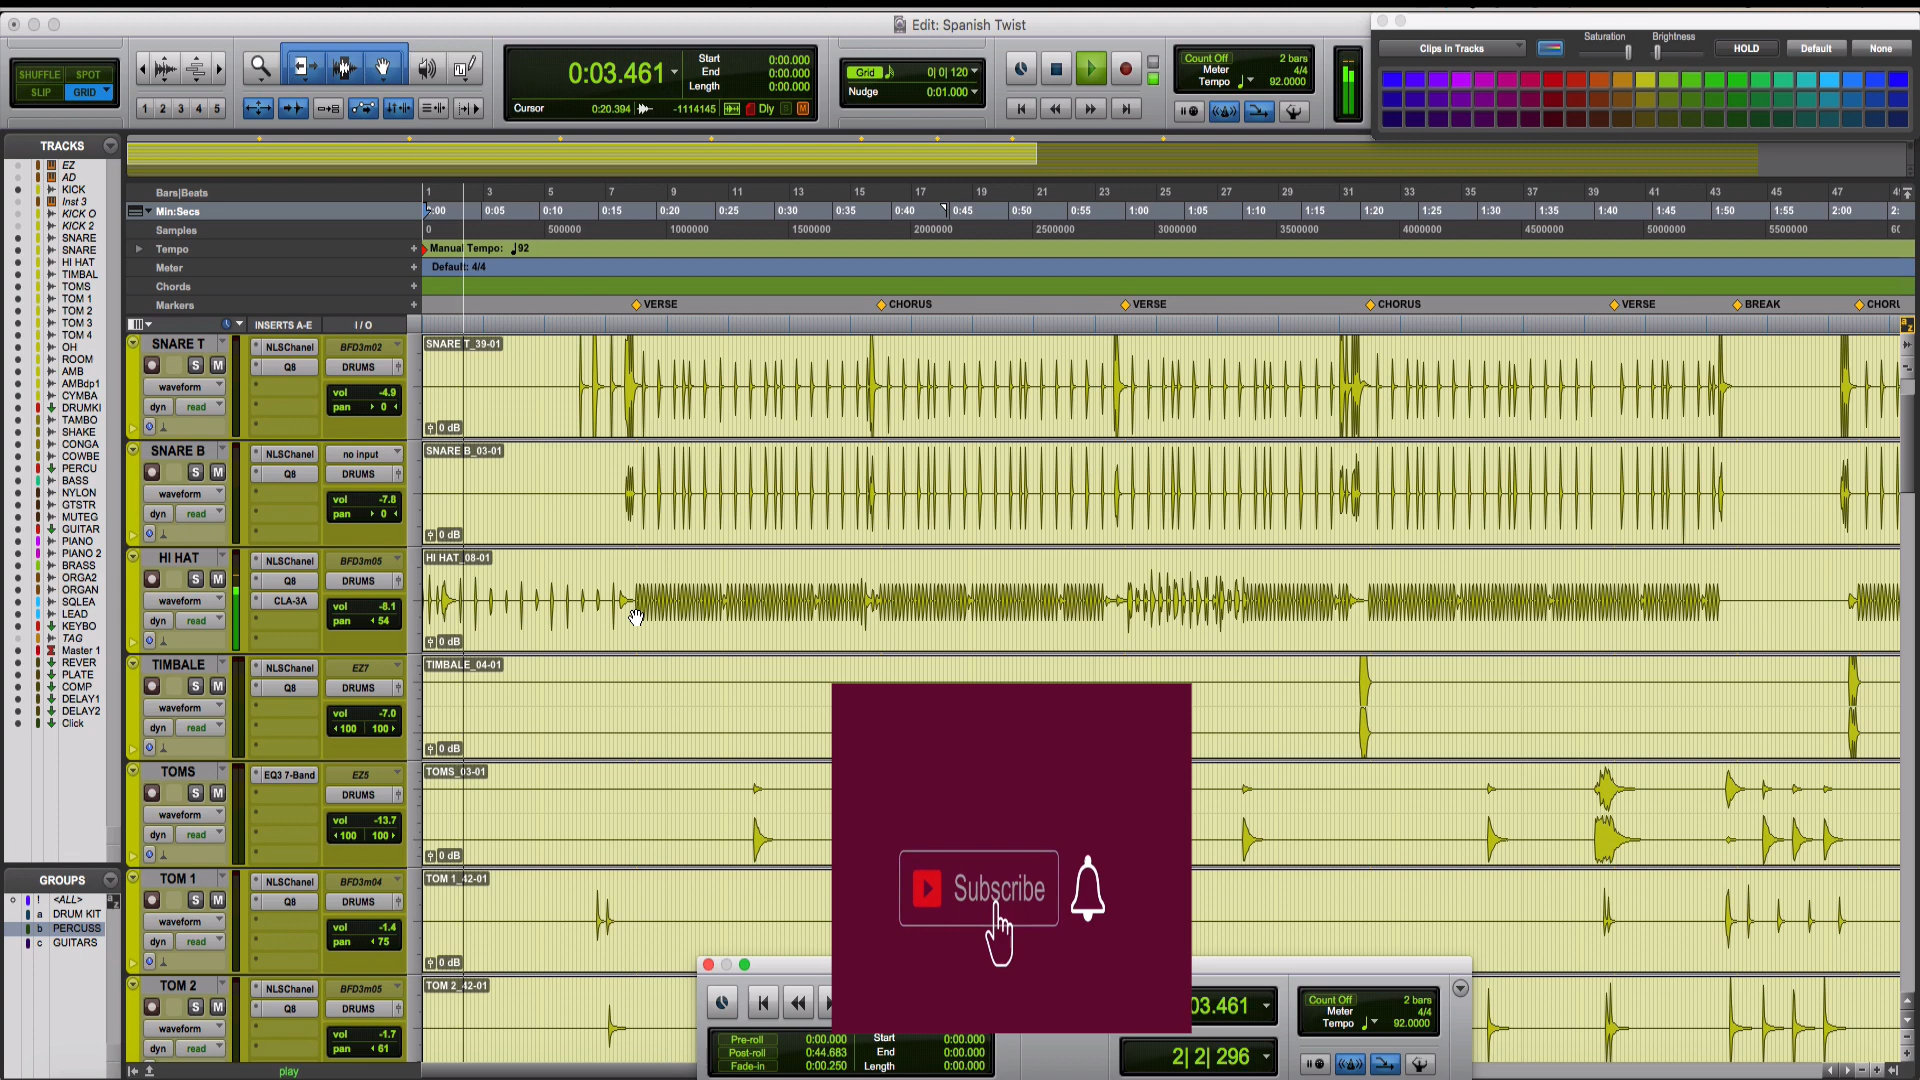 Edit: Spanish Twist
SHUFFLE SPOT
SLIP GRID
1 2 3 4 5
0:03.461
Start 0:00.000
End 0:00.000
Length 0:00.000
Cursor 0:20.394 -1114145 Dly S M
Grid 0| 0| 120
Nudge 0:01.000
Count Off 2 bars
Meter 4/4
Tempo 92.0000
Clips in Tracks
Saturation Brightness
HOLD Default None
TRACKS
EZ
AD
KICK
Inst 3
KICK O
KICK 2
SNARE
SNARE
HI HAT
TIMBAL
TOMS
TOM 1
TOM 2
TOM 3
TOM 4
OH
ROOM
AMB
AMBdp1
CYMBA
DRUMKI
TAMBO
SHAKE
CONGA
COWBE
PERCU
BASS
NYLON
GTSTR
MUTEG
GUITAR
PIANO
PIANO 2
BRASS
ORGA2
ORGAN
SQLEA
LEAD
KEYBO
TAG
Master 1
REVER
PLATE
COMP
DELAY1
DELAY2
Click
GROUPS
! <ALL>
a DRUM KIT
b PERCUSS
c GUITARS
Bars|Beats 1 3 5 7 9 11 13 15 17 19 21 23 25 27 29 31 33 35 37 39 41 43 45 47
Min:Secs 0:05 0:10 0:15 0:20 0:25 0:30 0:35 0:40 0:45 0:50 0:55 1:00 1:05 1:10 1:15 1:20 1:25 1:30 1:35 1:40 1:45 1:50 1:55 2:00
Samples 0 500000 1000000 1500000 2000000 2500000 3000000 3500000 4000000 4500000 5000000 5500000
Tempo + Manual Tempo: 92
Meter + Default: 4/4
Chords +
Markers + VERSE CHORUS VERSE CHORUS VERSE BREAK CHORU
INSERTS A-E I / O
SNARE T NLSChanel BFD3m02 SNARE T_39-01
S M Q8 DRUMS
waveform vol -4.9
dyn read pan 0
0 dB
SNARE B NLSChanel no input SNARE B_03-01
S M Q8 DRUMS
waveform vol -7.8
dyn read pan 0
0 dB
HI HAT NLSChanel BFD3m05 HI HAT_08-01
S M Q8 DRUMS
waveform CLA-3A vol -8.1
dyn read pan 54
0 dB
TIMBALE NLSChanel EZ7 TIMBALE_04-01
S M Q8 DRUMS
waveform vol -7.0
dyn read 100 100
0 dB
TOMS EQ3 7-Band EZ5 TOMS_03-01
S M DRUMS
waveform vol -13.7
dyn read 100 100
0 dB
TOM 1 NLSChanel BFD3m04 TOM 1_42-01
S M Q8 DRUMS
waveform vol -1.4
dyn read pan 75
0 dB
TOM 2 NLSChanel BFD3m05 TOM 2_42-01
S M Q8 DRUMS
waveform vol -1.7
dyn read pan 61
play
Subscribe
03.461
Count Off 2 bars
Meter 4/4
Tempo 92.0000
Pre-roll 0:00.000 Start 0:00.000
Post-roll 0:44.683 End 0:00.000
Fade-in 0:00.250 Length 0:00.000
2| 2| 296